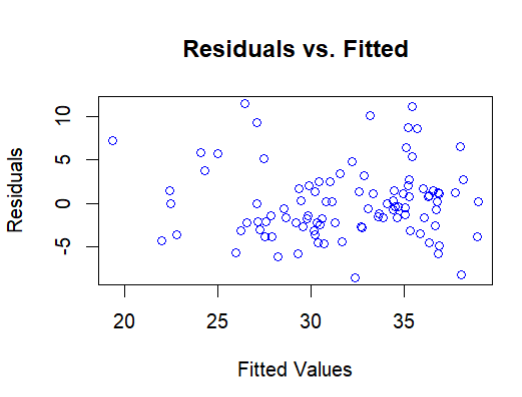 Residuals vs. Fitted
Residuals
10
5
0
-5
20 25 30 35
Fitted Values